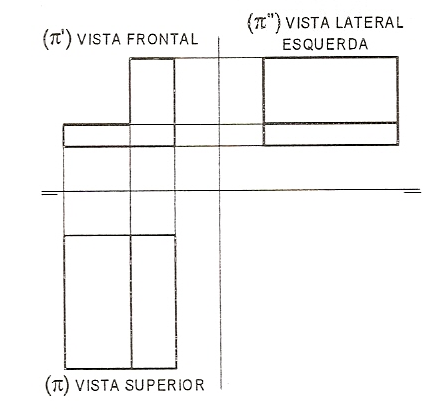 (π') VISTA FRONTAL
(π") VISTA LATERAL
ESQUERDA
(π) VISTA SUPERIOR